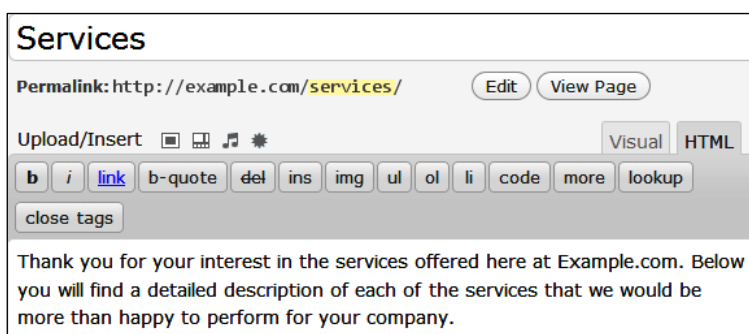 Services
Permalink: http://example.com/services/ Edit View Page
Upload/Insert Visual HTML
b i link b-quote del ins img ul ol li code more lookup
close tags
Thank you for your interest in the services offered here at Example.com. Below
you will find a detailed description of each of the services that we would be
more than happy to perform for your company.